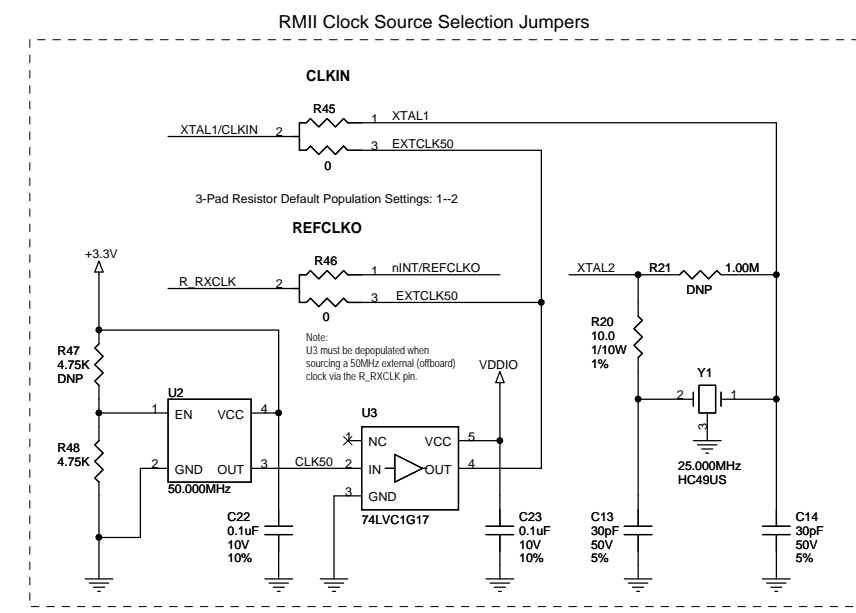 RMII Clock Source Selection Jumpers
CLKIN
R45
1 XTAL1
XTAL1/CLKIN 2
3 EXTCLK50
0
3-Pad Resistor Default Population Settings: 1--2
REFCLKO
R46
1 nINT/REFCLKO
R_RXCLK 2
3 EXTCLK50
0
Note:
U3 must be depopulated when
sourcing a 50MHz external (offboard)
clock via the R_RXCLK pin.
+3.3V
R47
4.75K
DNP
R48
4.75K
U2
1 EN VCC 4
2 GND OUT 3
50.000MHz
CLK50
C22
0.1uF
10V
10%
VDDIO
U3
1 NC VCC 5
2 IN OUT 4
3 GND
74LVC1G17
C23
0.1uF
10V
10%
XTAL2 R21 1.00M
DNP
R20
10.0
1/10W
1%
Y1
2 1
3
25.000MHz
HC49US
C13
30pF
50V
5%
C14
30pF
50V
5%